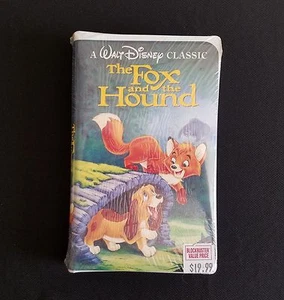 A WALT DISNEY CLASSIC
The Fox
and the
Hound
BLOCKBUSTER
VALUE PRICE
$19.99